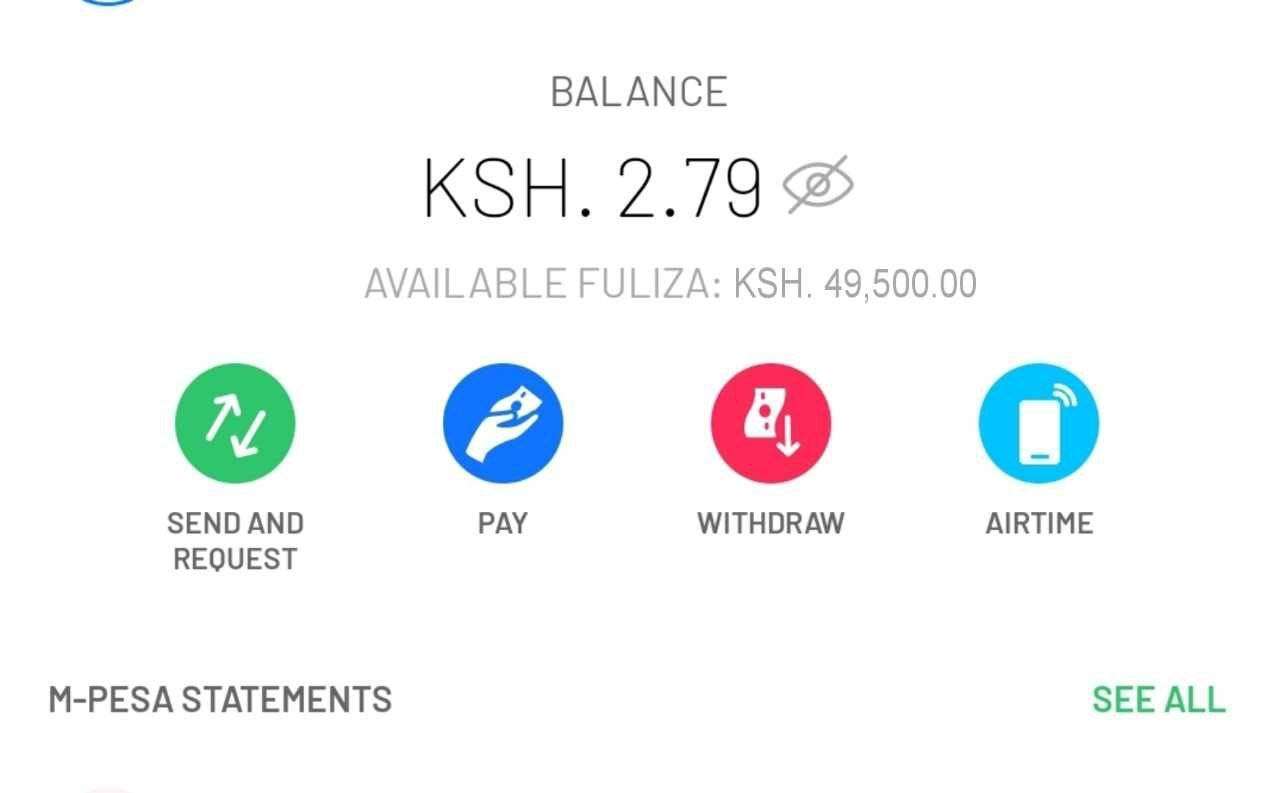 BALANCE
KSH. 2.79
AVAILABLE FULIZA: KSH. 49,500.00
SEND AND
REQUEST
PAY
WITHDRAW
AIRTIME
M-PESA STATEMENTS
SEE ALL